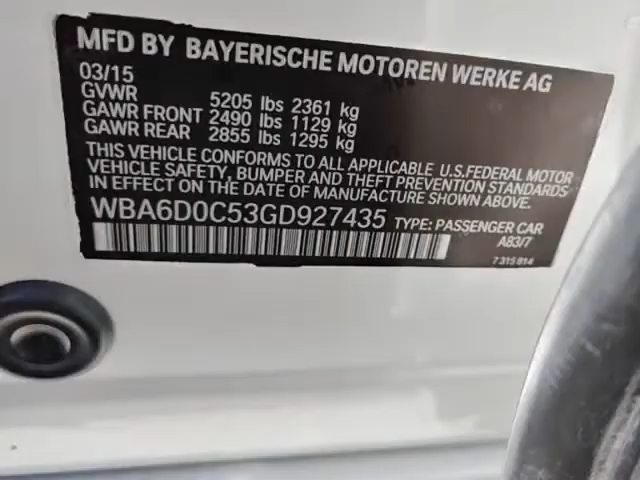 MFD BY BAYERISCHE MOTOREN WERKE AG
03/15
GVWR 5205 lbs 2361 kg
GAWR FRONT 2490 lbs 1129 kg
GAWR REAR 2855 lbs 1295 kg
THIS VEHICLE CONFORMS TO ALL APPLICABLE U.S.FEDERAL MOTOR
VEHICLE SAFETY, BUMPER AND THEFT PREVENTION STANDARDS
IN EFFECT ON THE DATE OF MANUFACTURE SHOWN ABOVE.
WBA6D0C53GD927435 TYPE: PASSENGER CAR
A83/7
7 315 814